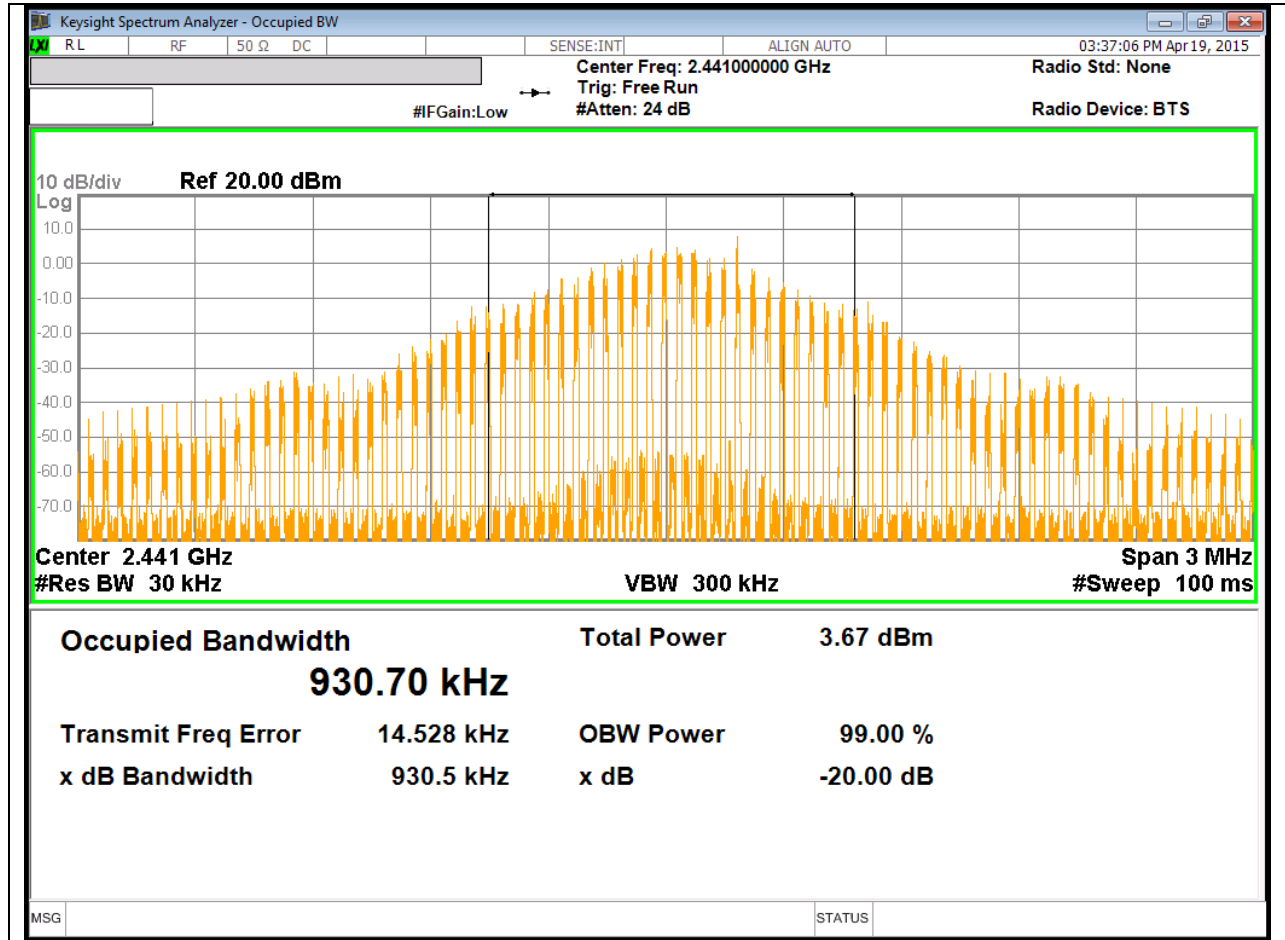 Keysight Spectrum Analyzer - Occupied BW
LXI RL RF 50 Ω DC SENSE:INT ALIGN AUTO 03:37:06 PM Apr 19, 2015
Center Freq: 2.441000000 GHz Radio Std: None
Trig: Free Run
#IFGain:Low #Atten: 24 dB Radio Device: BTS
10 dB/div Ref 20.00 dBm
Log
10.0
0.00
-10.0
-20.0
-30.0
-40.0
-50.0
-60.0
-70.0
Center 2.441 GHz Span 3 MHz
#Res BW 30 kHz VBW 300 kHz #Sweep 100 ms
Occupied Bandwidth Total Power 3.67 dBm
930.70 kHz
Transmit Freq Error 14.528 kHz OBW Power 99.00 %
x dB Bandwidth 930.5 kHz x dB -20.00 dB
MSG STATUS